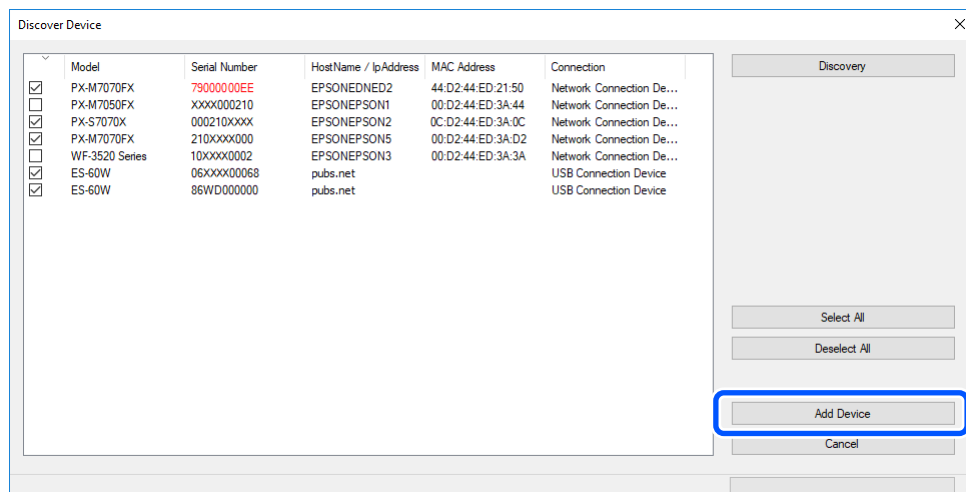 Discover Device
Model Serial Number HostName / IpAddress MAC Address Connection
PX-M7070FX 79000000EE EPSONEDNED2 44:D2:44:ED:21:50 Network Connection De...
PX-M7050FX XXXX000210 EPSONEPSON1 00:D2:44:ED:3A:44 Network Connection De...
PX-S7070X 000210XXXX EPSONEPSON2 0C:D2:44:ED:3A:0C Network Connection De...
PX-M7070FX 210XXXX000 EPSONEPSON5 00:D2:44:ED:3A:D2 Network Connection De...
WF-3520 Series 10XXXX0002 EPSONEPSON3 00:D2:44:ED:3A:3A Network Connection De...
ES-60W 06XXXX00068 pubs.net USB Connection Device
ES-60W 86WD000000 pubs.net USB Connection Device
Discovery
Select All
Deselect All
Add Device
Cancel